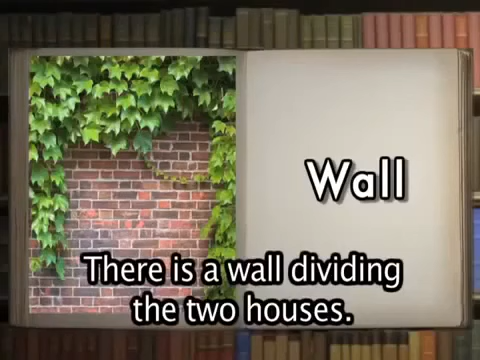 Wall
There is a wall dividing
the two houses.